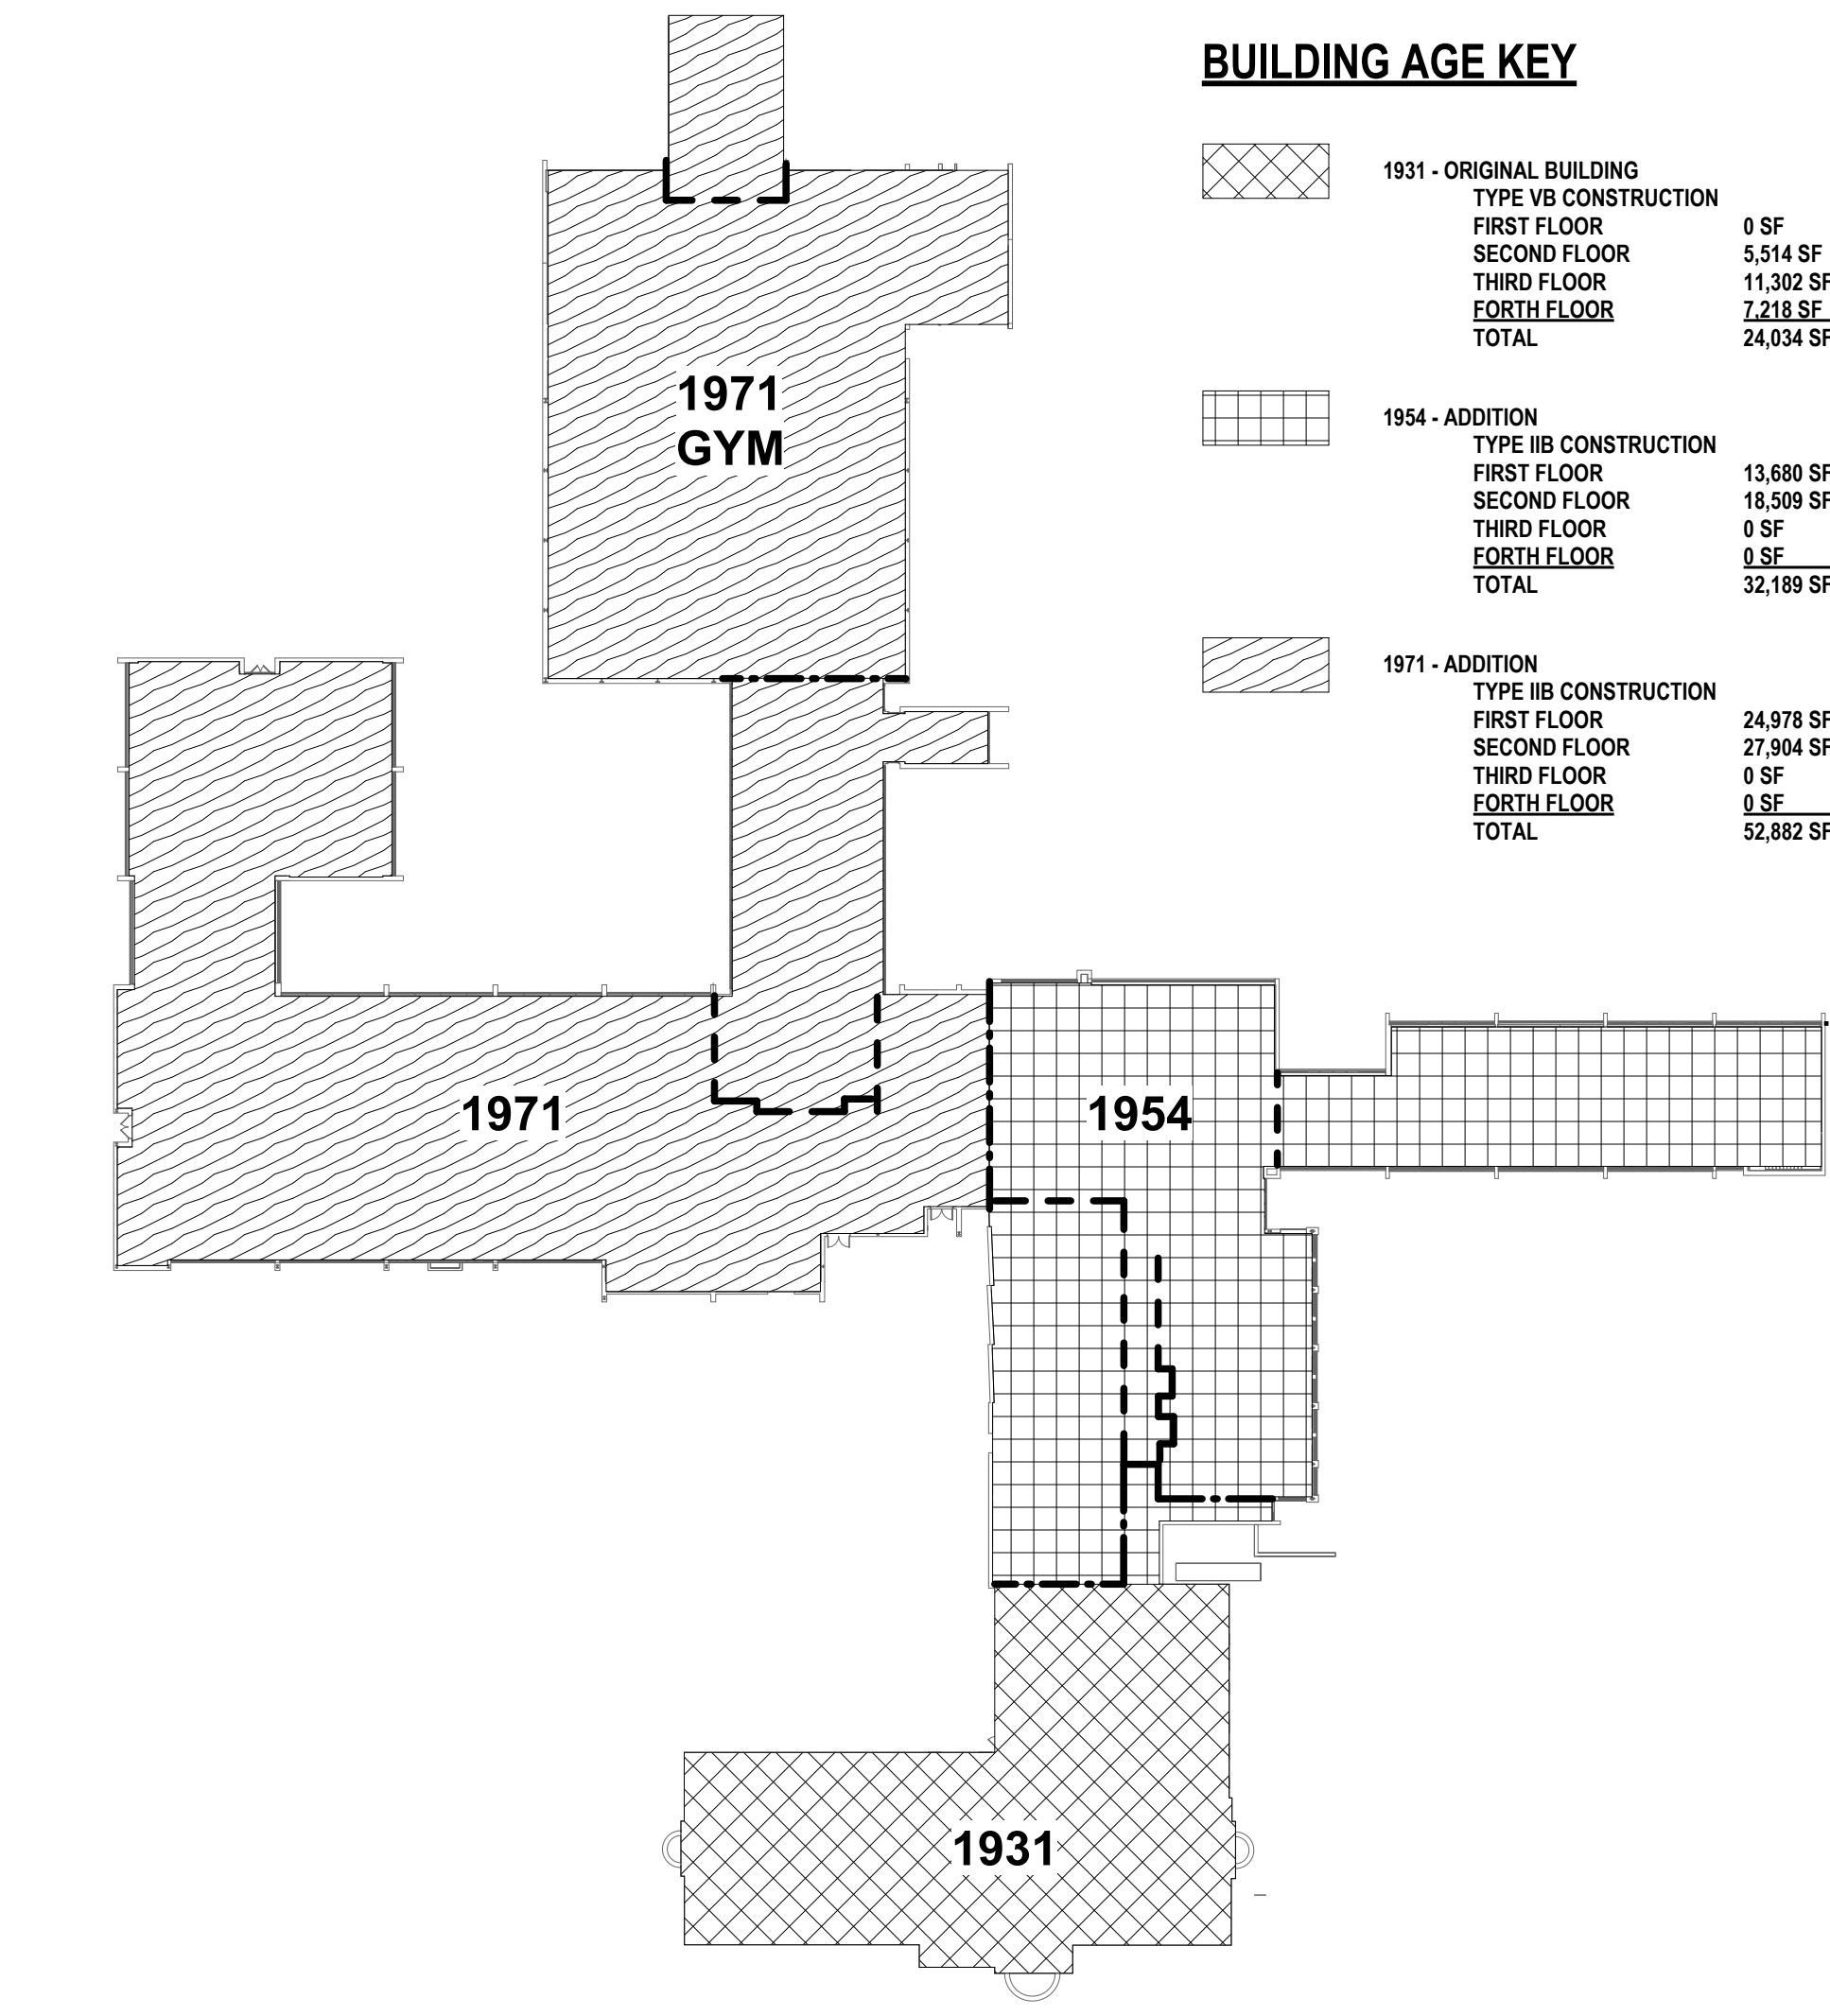 BUILDING AGE KEY
1931 - ORIGINAL BUILDING
TYPE VB CONSTRUCTION
FIRST FLOOR 0 SF
SECOND FLOOR 5,514 SF
THIRD FLOOR 11,302 SF
FORTH FLOOR 7,218 SF
TOTAL 24,034 SF
1954 - ADDITION
TYPE IIB CONSTRUCTION
FIRST FLOOR 13,680 SF
SECOND FLOOR 18,509 SF
THIRD FLOOR 0 SF
FORTH FLOOR 0 SF
TOTAL 32,189 SF
1971 - ADDITION
TYPE IIB CONSTRUCTION
FIRST FLOOR 24,978 SF
SECOND FLOOR 27,904 SF
THIRD FLOOR 0 SF
FORTH FLOOR 0 SF
TOTAL 52,882 SF
1971
GYM
1971
1954
1931